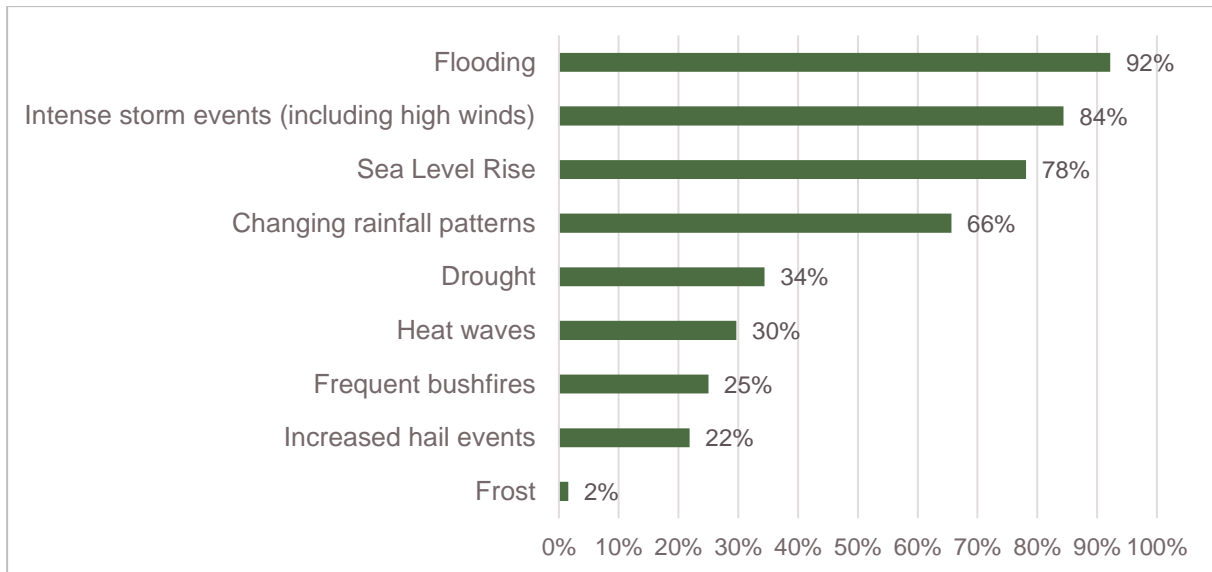 Flooding 92%
Intense storm events (including high winds) 84%
Sea Level Rise 78%
Changing rainfall patterns 66%
Drought 34%
Heat waves 30%
Frequent bushfires 25%
Increased hail events 22%
Frost 2%
0% 10% 20% 30% 40% 50% 60% 70% 80% 90% 100%